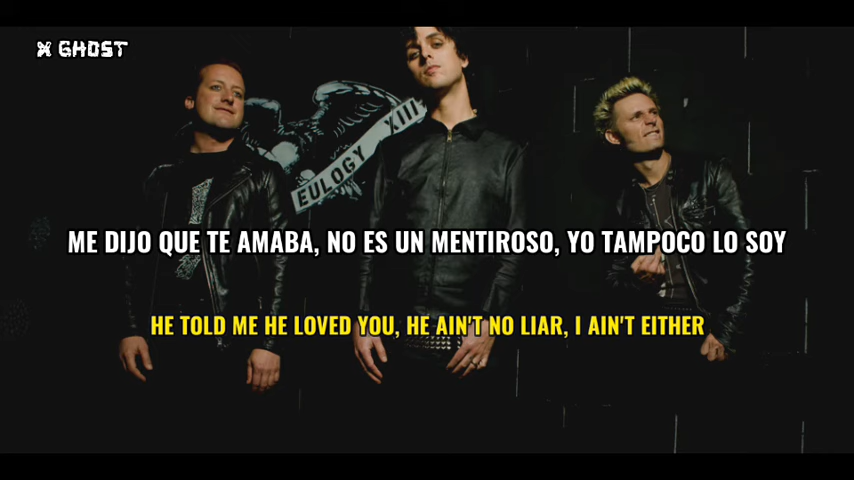 X GHOST
EULOGY XIII
ME DIJO QUE TE AMABA, NO ES UN MENTIROSO, YO TAMPOCO LO SOY
HE TOLD ME HE LOVED YOU, HE AIN'T NO LIAR, I AIN'T EITHER